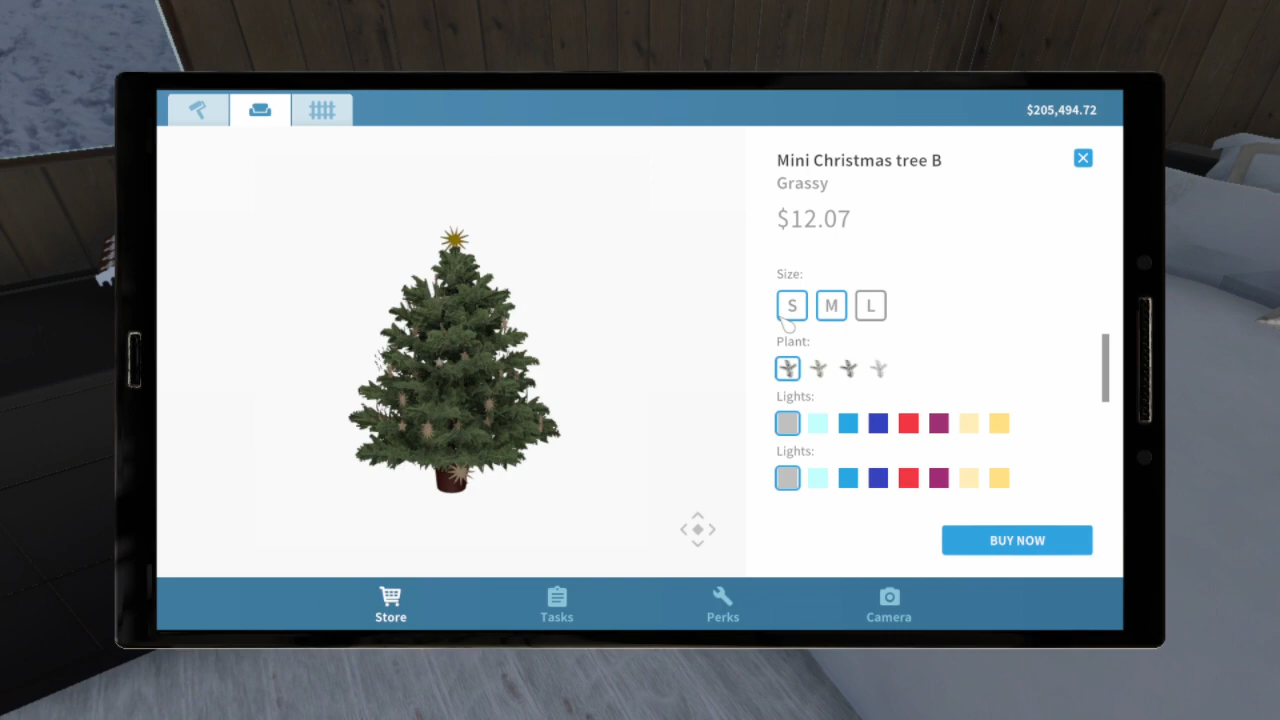 $205,494.72
Mini Christmas tree B
Grassy
$12.07
Size:
S M L
Plant:
Lights:
Lights:
BUY NOW
Store Tasks Perks Camera